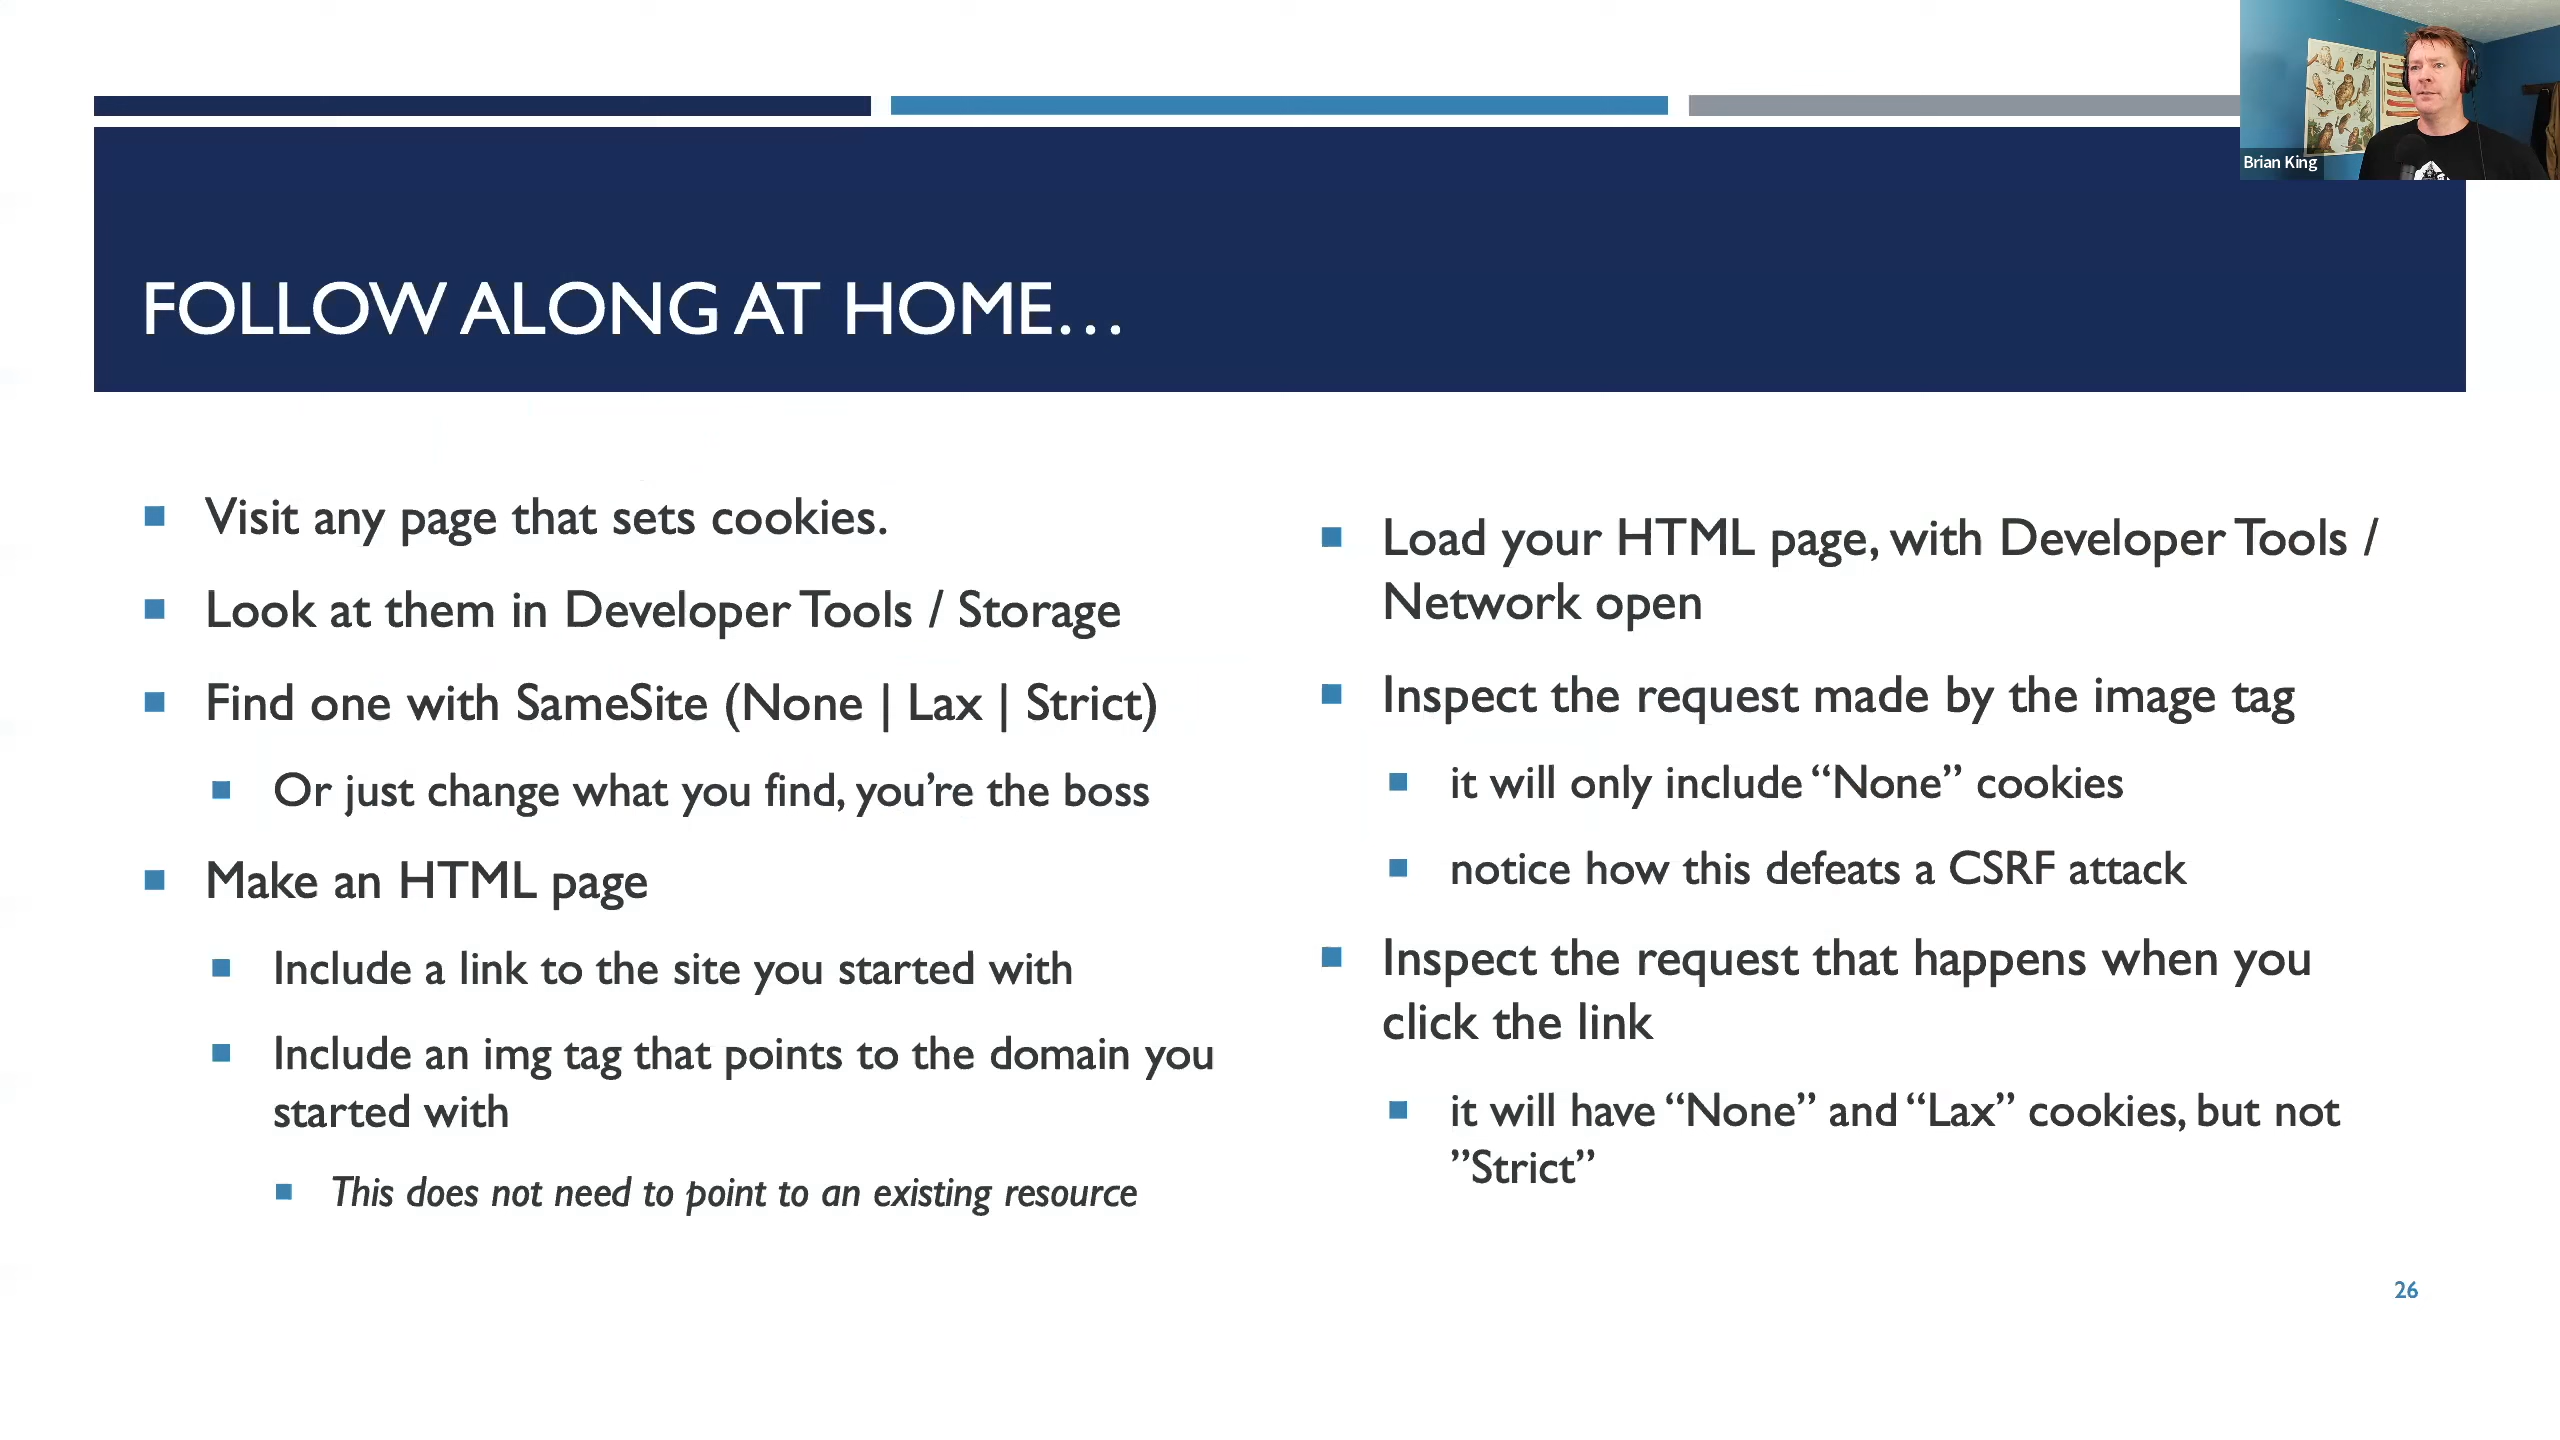 Brian King
FOLLOW ALONG AT HOME…
Visit any page that sets cookies.
Look at them in Developer Tools / Storage
Find one with SameSite (None | Lax | Strict)
Or just change what you find, you’re the boss
Make an HTML page
Include a link to the site you started with
Include an img tag that points to the domain you
started with
This does not need to point to an existing resource
Load your HTML page, with Developer Tools /
Network open
Inspect the request made by the image tag
it will only include “None” cookies
notice how this defeats a CSRF attack
Inspect the request that happens when you
click the link
it will have “None” and “Lax” cookies, but not
”Strict”
26